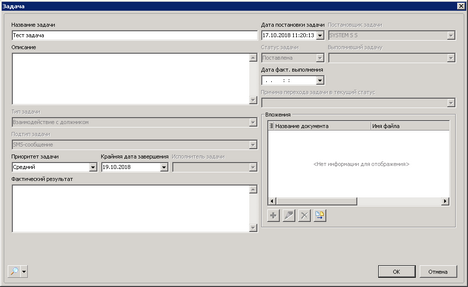 Задача
Название задачи
Тест задача
Дата постановки задачи
17.10.2018 11:20:13
Постановщик задачи
SYSTEM S S
Описание
Статус задачи
Поставлена
Выполнивший задачу
Дата факт. выполнения
. .     : :
Причина перехода задачи в текущий статус
Тип задачи
Взаимодействие с должником
Подтип задачи
SMS-сообщение
Приоритет задачи
Средний
Крайняя дата завершения
19.10.2018
Исполнитель задачи
Фактический результат
Вложения
Название документа
Имя файла
<Нет информации для отображения>
ОК
Отмена